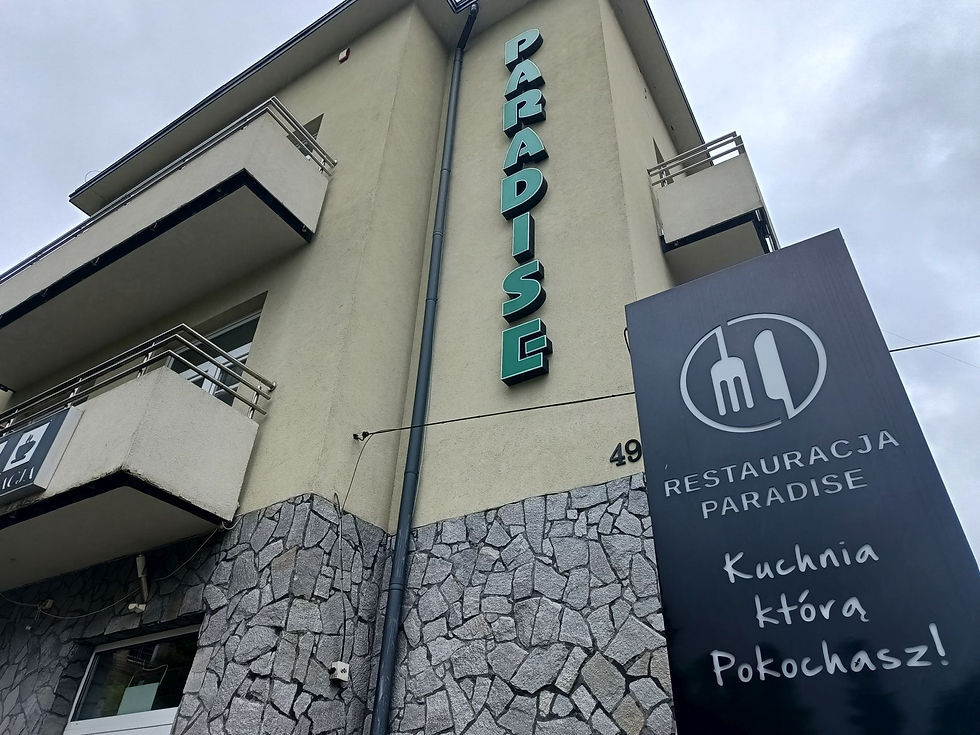 PARADISE
49
RESTAURACJA
PARADISE
Kuchnia
którą
Pokochasz!